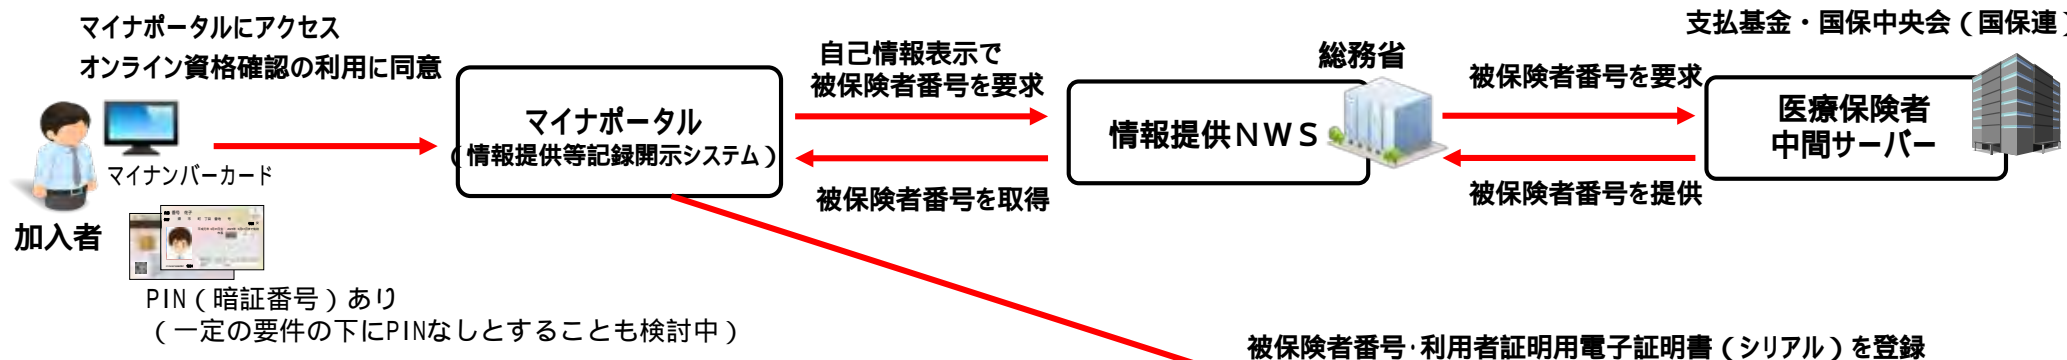 マイナポータルにアクセス
オンライン資格確認の利用に同意
マイナンバーカード
加入者
PIN（暗証番号）あり
（一定の要件の下にPINなしとすることも検討中）
マイナポータル
（情報提供等記録開示システム）
自己情報表示で
被保険者番号を要求
被保険者番号を取得
総務省
情報提供ＮＷＳ
被保険者番号を要求
被保険者番号を提供
支払基金・国保中央会（国保連）
医療保険者
中間サーバー
被保険者番号・利用者証明用電子証明書（シリアル）を登録